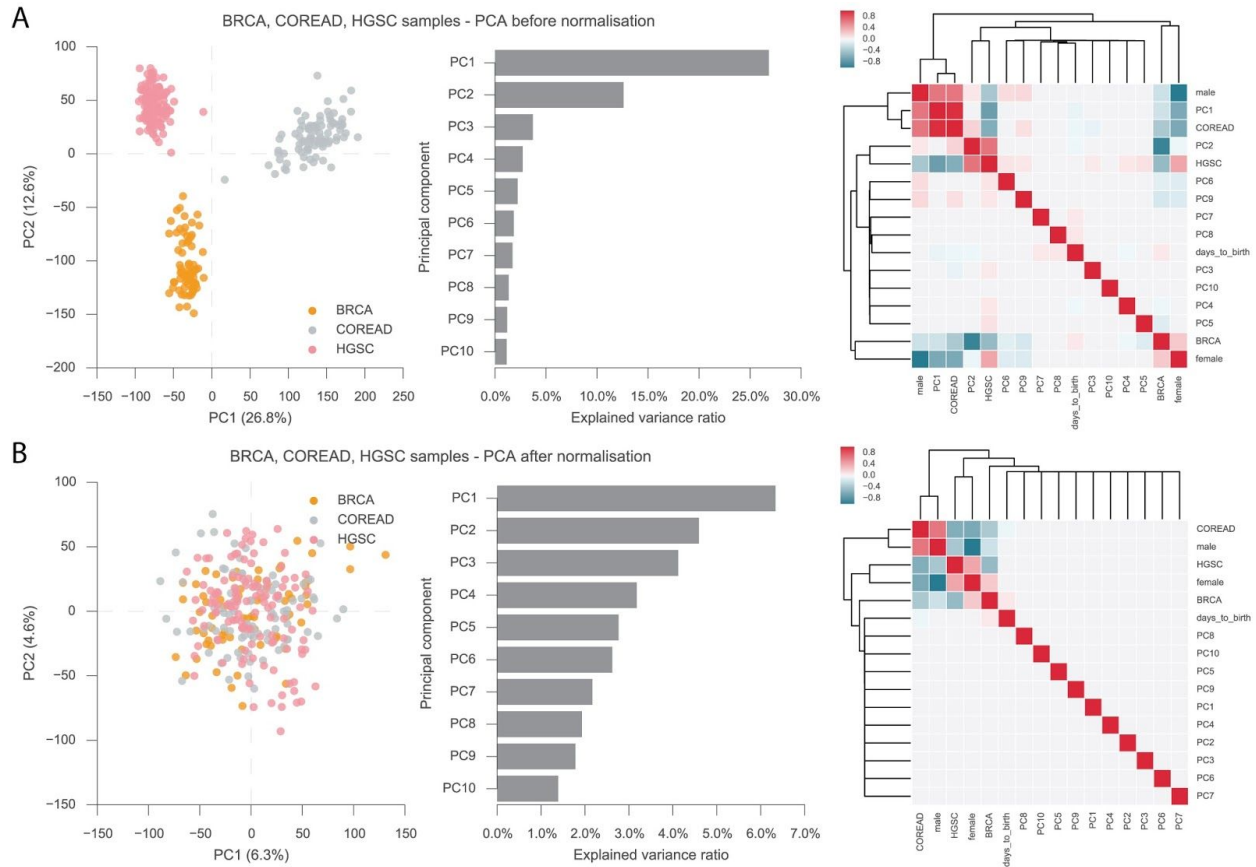 A
BRCA, COREAD, HGSC samples - PCA before normalisation
100
50
0
−50
−100
−150
−200
PC2 (12.6%)
−150 −100 −50 0 50 100 150 200 250
PC1 (26.8%)
BRCA
COREAD
HGSC
Principal component
PC1
PC2
PC3
PC4
PC5
PC6
PC7
PC8
PC9
PC10
0.0% 5.0% 10.0% 15.0% 20.0% 25.0% 30.0%
Explained variance ratio
0.8
0.4
0.0
−0.4
−0.8
male
PC1
COREAD
PC2
HGSC
PC6
PC9
PC7
PC8
days_to_birth
PC3
PC10
PC4
PC5
BRCA
female
male PC1 COREAD PC2 HGSC PC6 PC9 PC7 PC8 days_to_birth PC3 PC10 PC4 PC5 BRCA female
B
BRCA, COREAD, HGSC samples - PCA after normalisation
100
50
0
−50
−100
−150
PC2 (4.6%)
−150 −100 −50 0 50 100 150
PC1 (6.3%)
BRCA
COREAD
HGSC
Principal component
PC1
PC2
PC3
PC4
PC5
PC6
PC7
PC8
PC9
PC10
0.0% 1.0% 2.0% 3.0% 4.0% 5.0% 6.0% 7.0%
Explained variance ratio
0.8
0.4
0.0
−0.4
−0.8
COREAD
male
HGSC
female
BRCA
days_to_birth
PC8
PC10
PC5
PC9
PC1
PC4
PC2
PC3
PC6
PC7
COREAD male HGSC female BRCA days_to_birth PC8 PC10 PC5 PC9 PC1 PC4 PC2 PC3 PC6 PC7